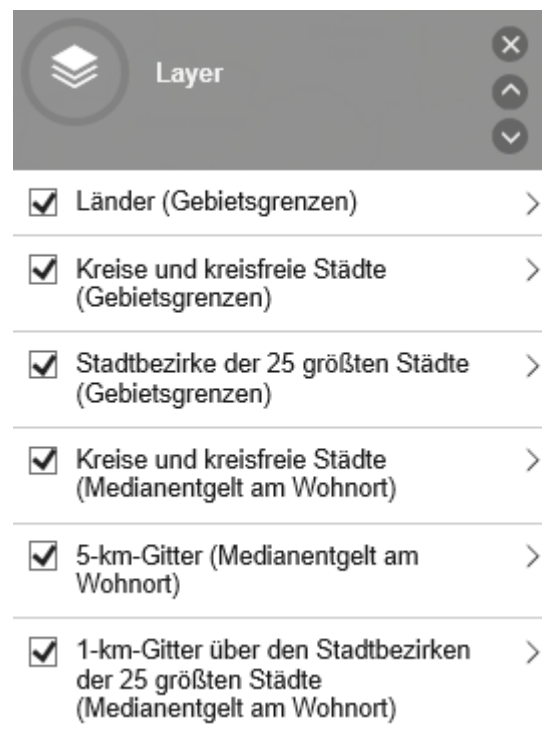 Layer
Länder (Gebietsgrenzen)
Kreise und kreisfreie Städte
(Gebietsgrenzen)
Stadtbezirke der 25 größten Städte
(Gebietsgrenzen)
Kreise und kreisfreie Städte
(Medianentgelt am Wohnort)
5-km-Gitter (Medianentgelt am
Wohnort)
1-km-Gitter über den Stadtbezirken
der 25 größten Städte
(Medianentgelt am Wohnort)